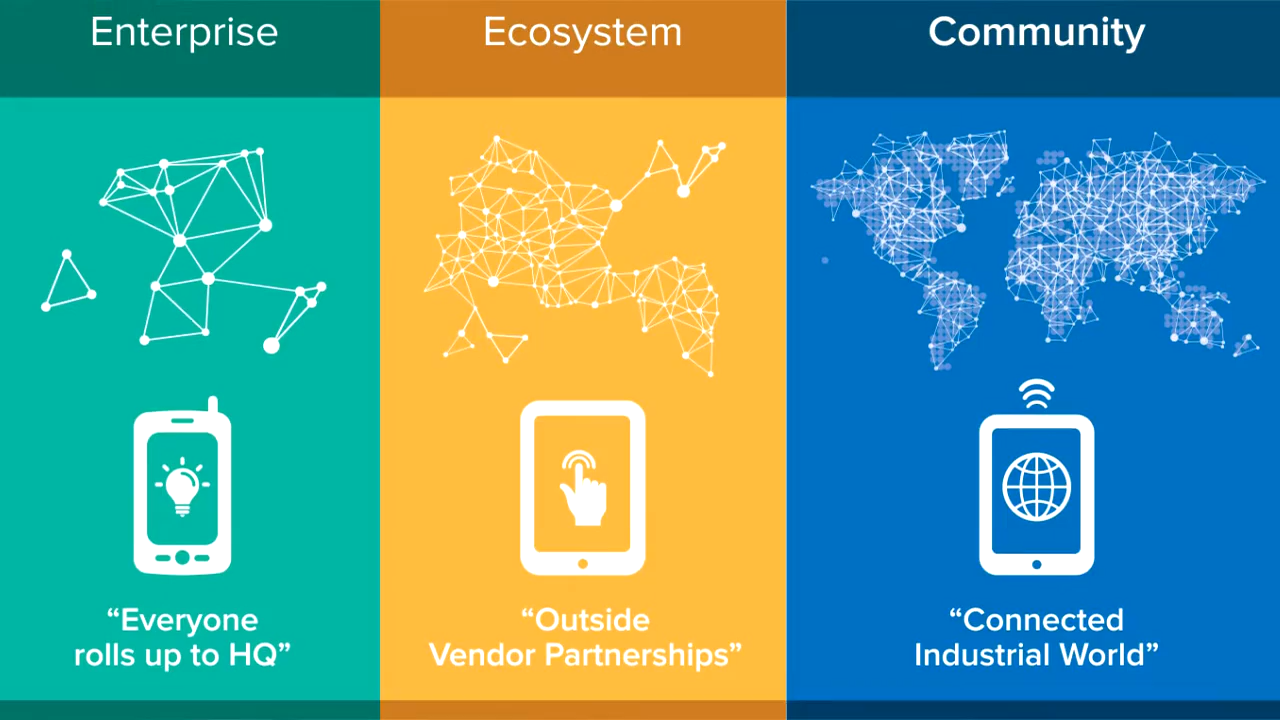 Enterprise
Ecosystem
Community
“Everyone
rolls up to HQ”
“Outside
Vendor Partnerships”
“Connected
Industrial World”